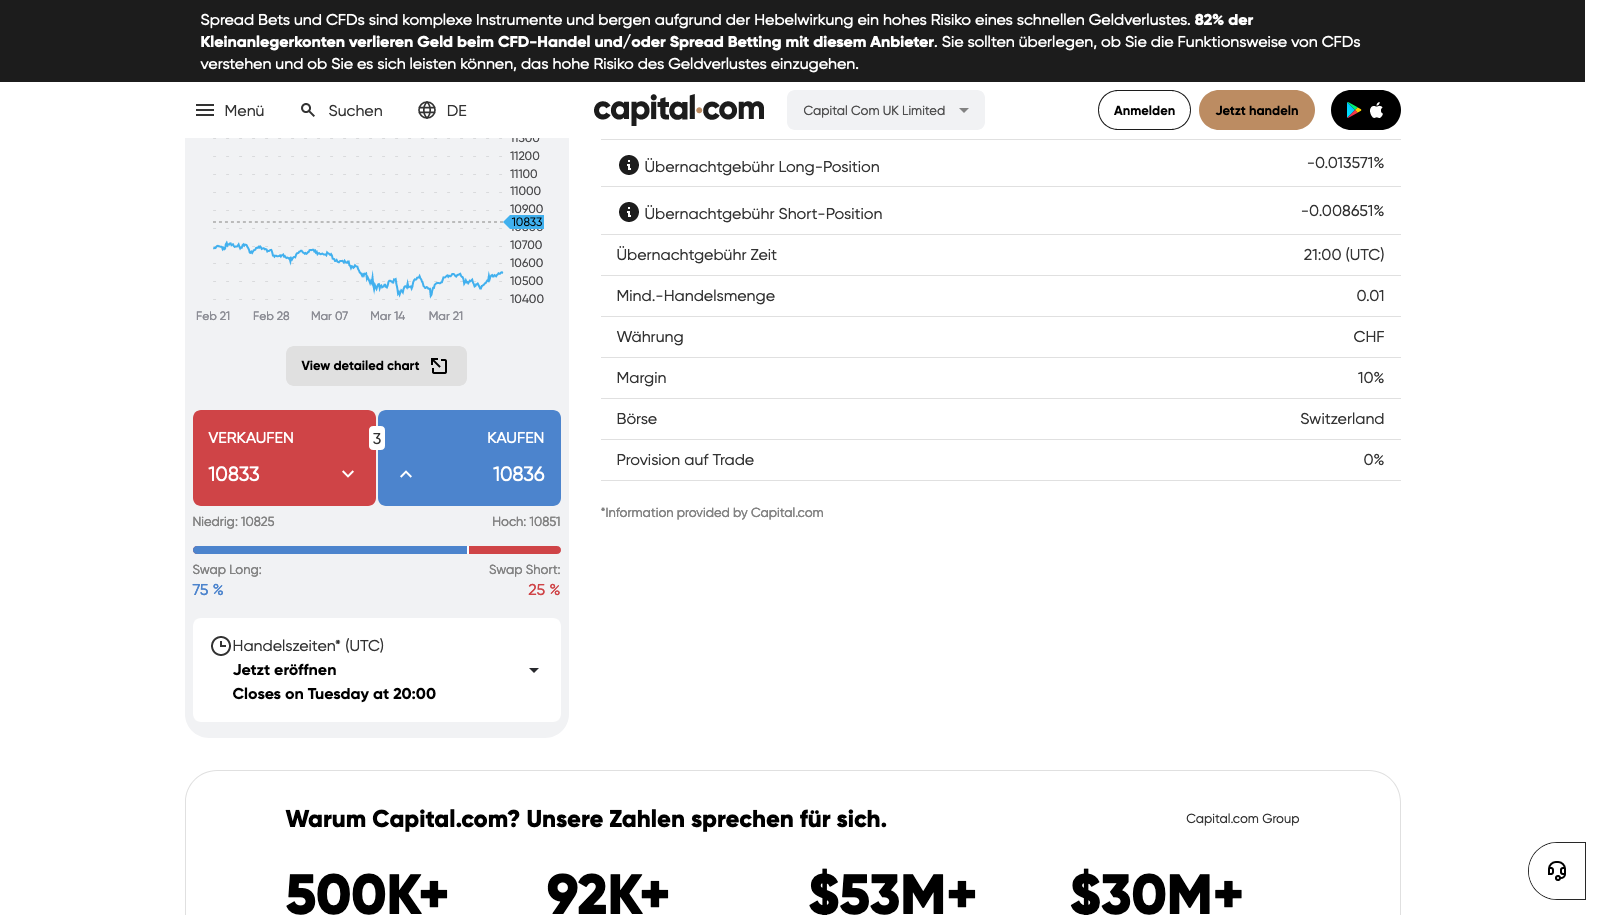 Spread Bets und CFDs sind komplexe Instrumente und bergen aufgrund der Hebelwirkung ein hohes Risiko eines schnellen Geldverlustes. 82% der
Kleinanlegerkonten verlieren Geld beim CFD-Handel und/oder Spread Betting mit diesem Anbieter. Sie sollten überlegen, ob Sie die Funktionsweise von CFDs
verstehen und ob Sie es sich leisten können, das hohe Risiko des Geldverlustes einzugehen.
Menü
Suchen
DE
capital.com
Capital Com UK Limited
Anmelden
Jetzt handeln
11200
11100
11000
10900
10833
10700
10600
10500
10400
Feb 21
Feb 28
Mar 07
Mar 14
Mar 21
View detailed chart
VERKAUFEN
3
KAUFEN
10833
10836
Niedrig: 10825
Hoch: 10851
Swap Long:
Swap Short:
75 %
25 %
Handelszeiten* (UTC)
Jetzt eröffnen
Closes on Tuesday at 20:00
Übernachtgebühr Long-Position
-0.013571%
Übernachtgebühr Short-Position
-0.008651%
Übernachtgebühr Zeit
21:00 (UTC)
Mind.-Handelsmenge
0.01
Währung
CHF
Margin
10%
Börse
Switzerland
Provision auf Trade
0%
*Information provided by Capital.com
Warum Capital.com? Unsere Zahlen sprechen für sich.
Capital.com Group
500K+
92K+
$53M+
$30M+